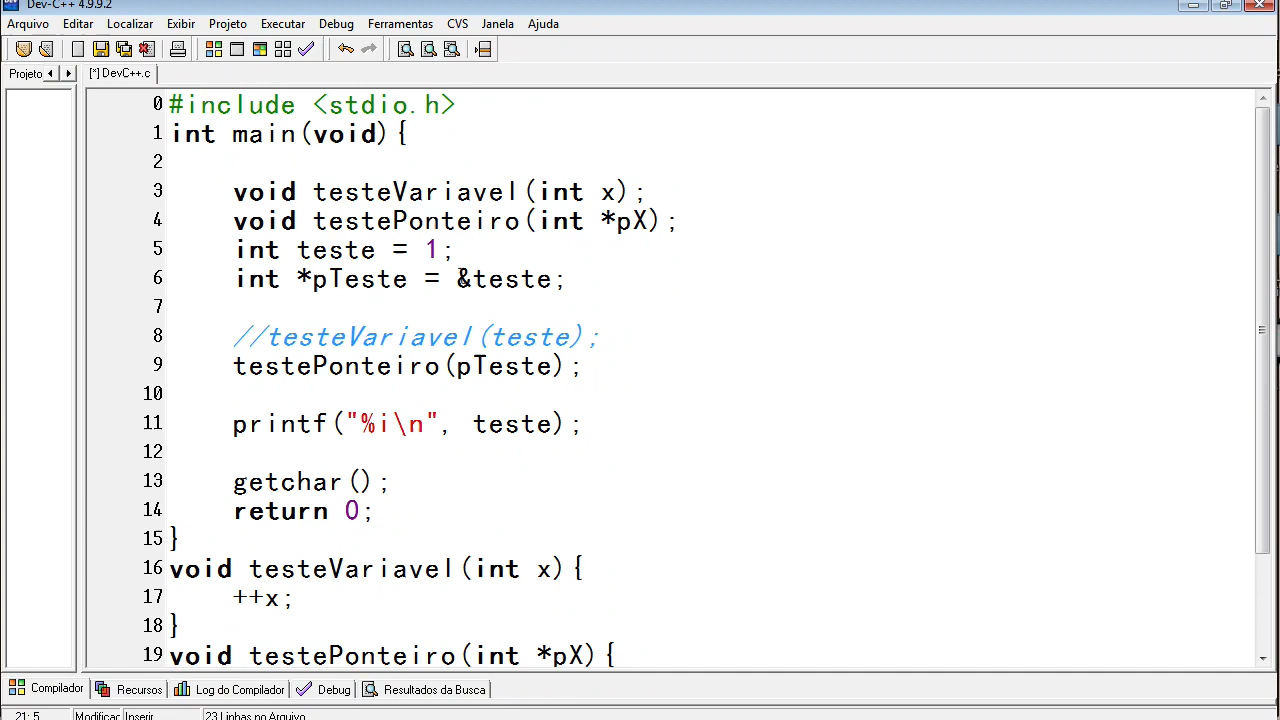 Dev-C++ 4.9.9.2
Arquivo Editar Localizar Exibir Projeto Executar Debug Ferramentas CVS Janela Ajuda
Projeto [*] DevC++.c
0 #include <stdio.h>
1 int main(void){
2
3 void testeVariavel(int x);
4 void testePonteiro(int *pX);
5 int teste = 1;
6 int *pTeste = &teste;
7
8 //testeVariavel(teste);
9 testePonteiro(pTeste);
10
11 printf("%i\n", teste);
12
13 getchar();
14 return 0;
15 }
16 void testeVariavel(int x){
17 ++x;
18 }
19 void testePonteiro(int *pX){
Compilador Recursos Log do Compilador Debug Resultados da Busca
21: 5 Modificar Inserir 23 Linhas no Arquivo